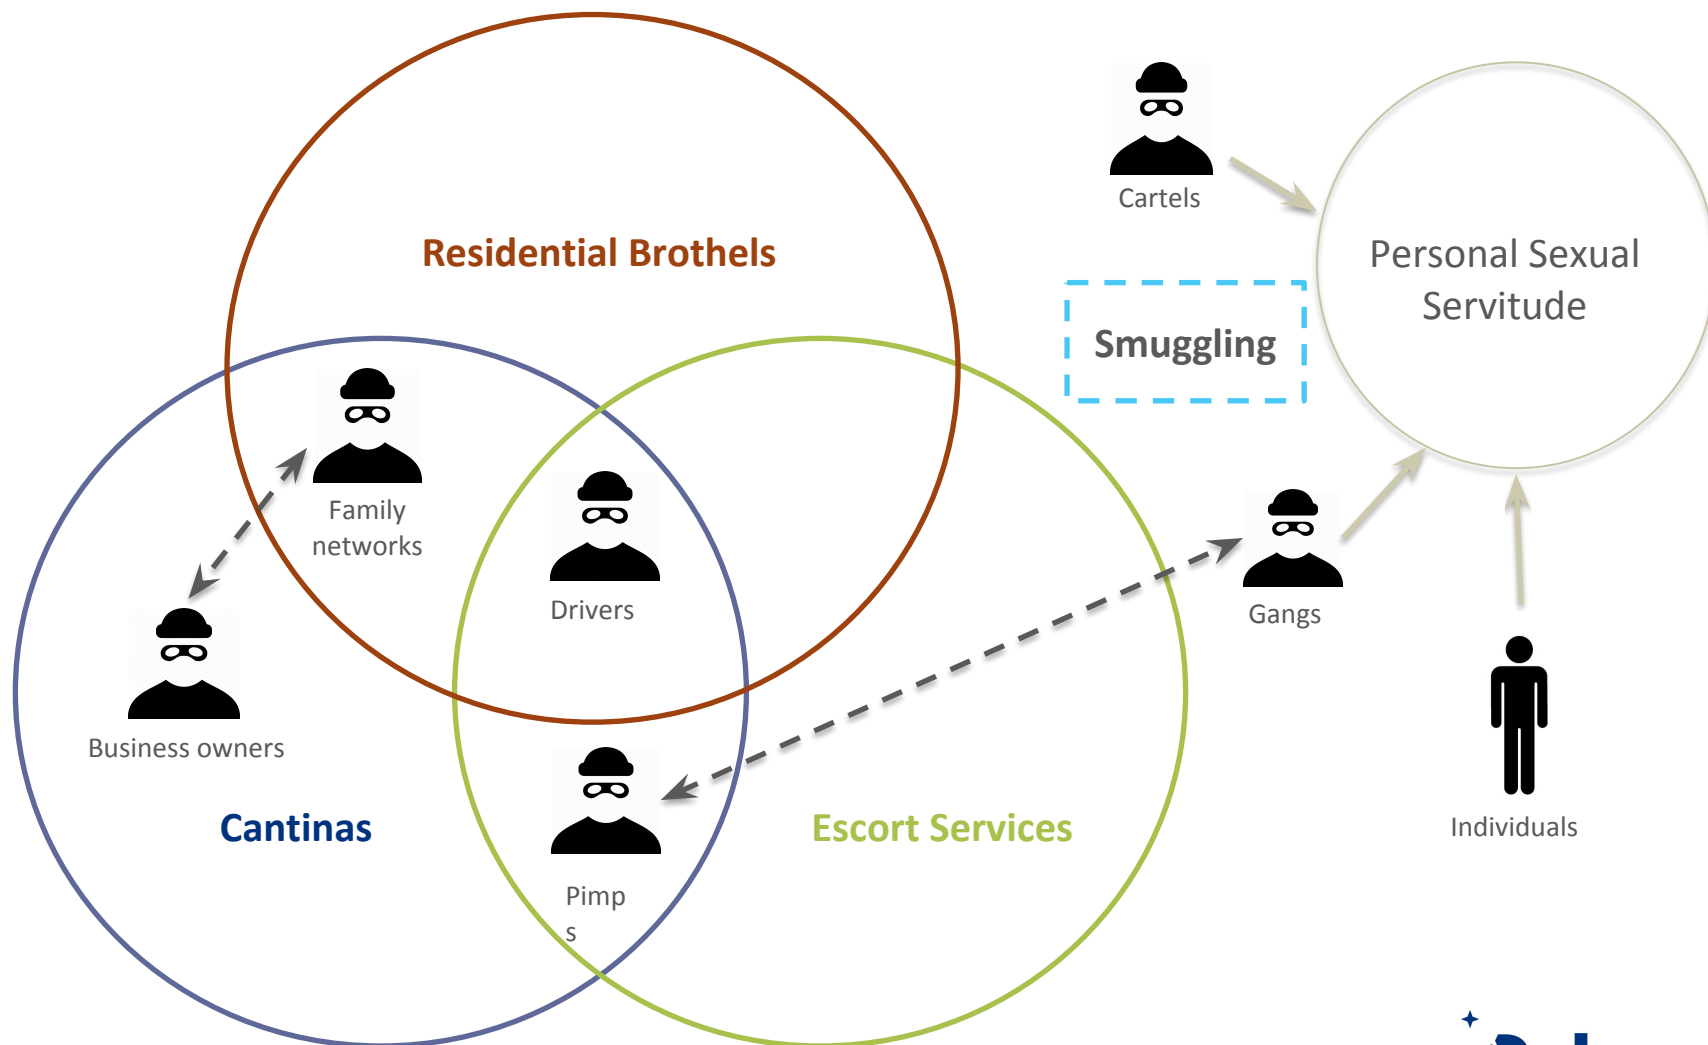 Cartels
Residential Brothels
Personal Sexual
Servitude
Smuggling
Family
networks
Drivers
Gangs
Business owners
Cantinas
Escort Services
Individuals
Pimp
s